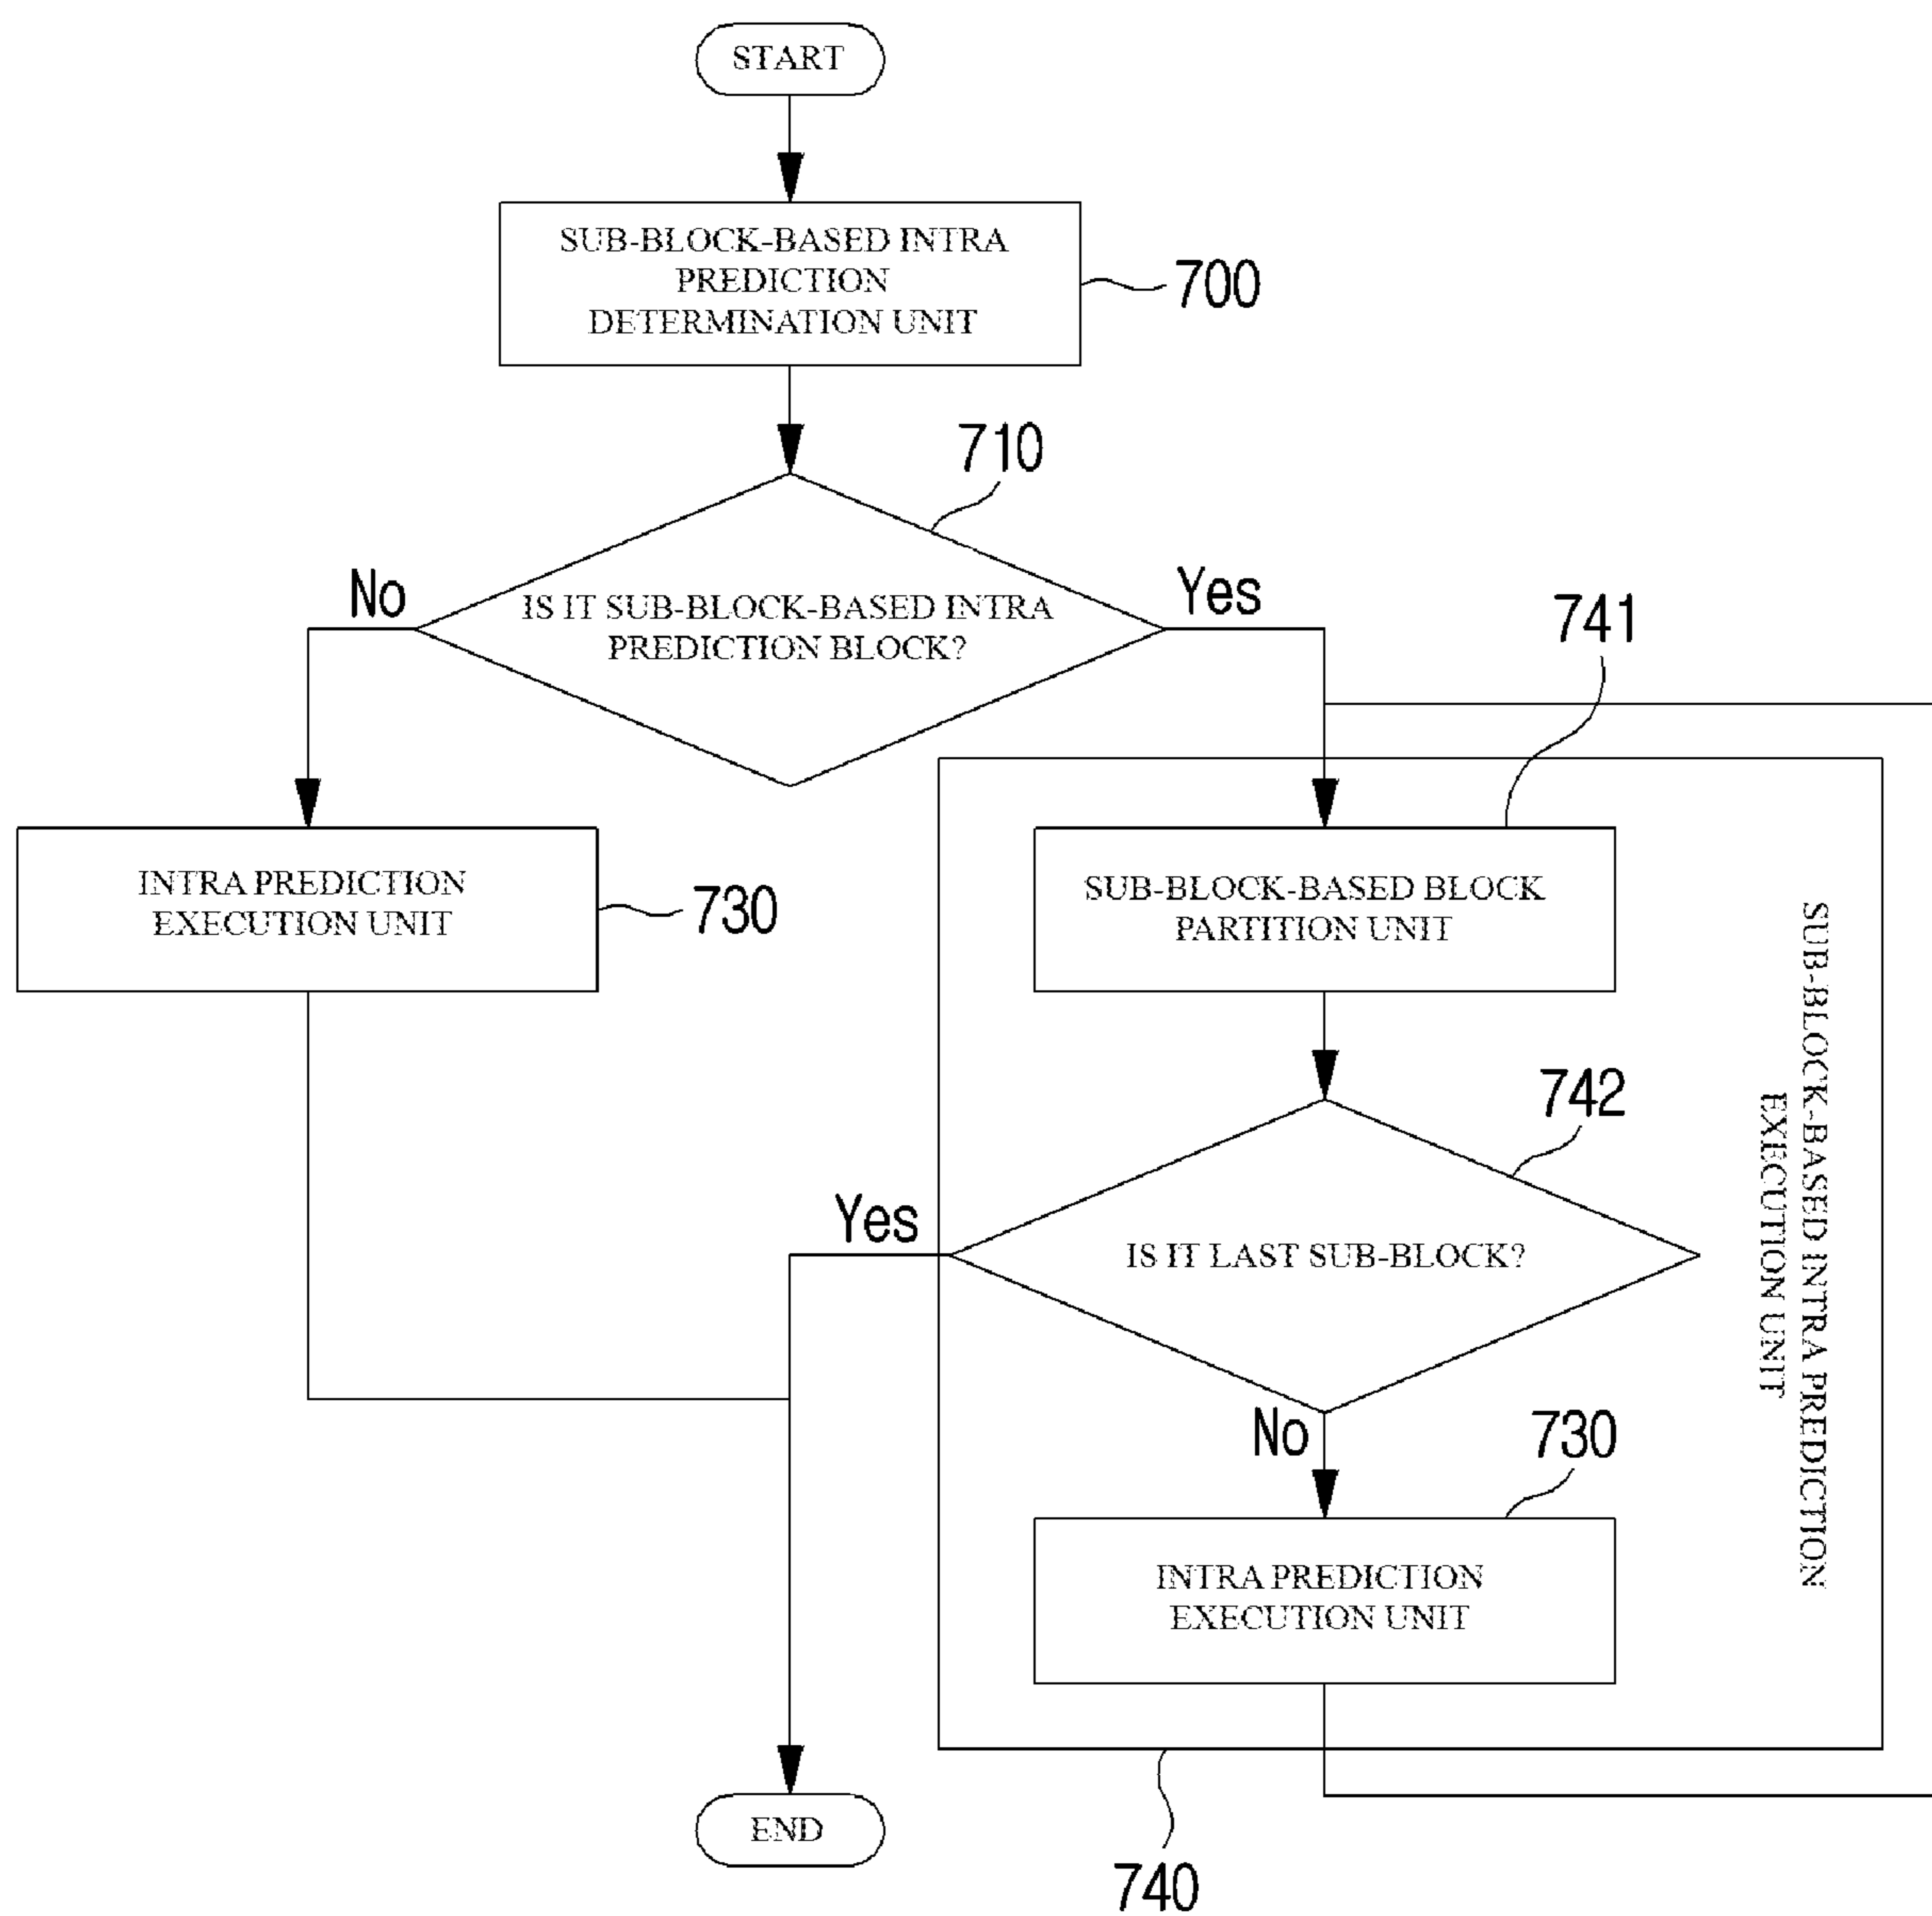 START
SUB-BLOCK-BASED INTRA
PREDICTION
DETERMINATION UNIT
700
710
IS IT SUB-BLOCK-BASED INTRA
PREDICTION BLOCK?
No
Yes
741
INTRA PREDICTION
EXECUTION UNIT
730
SUB-BLOCK-BASED BLOCK
PARTITION UNIT
SUB-BLOCK-BASED INTRA PREDICTION
EXECUTION UNIT
742
Yes
IS IT LAST SUB-BLOCK?
No
730
INTRA PREDICTION
EXECUTION UNIT
END
740